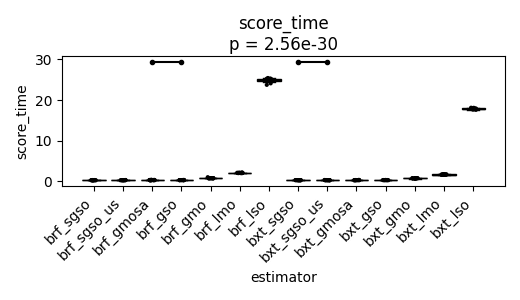 score_time
p = 2.56e-30
score_time
30
20
10
0
brf_sgso
brf_sgso_us
brf_gmosa
brf_gso
brf_gmo
brf_lmo
brf_lso
bxt_sgso
bxt_sgso_us
bxt_gmosa
bxt_gso
bxt_gmo
bxt_lmo
bxt_lso
estimator